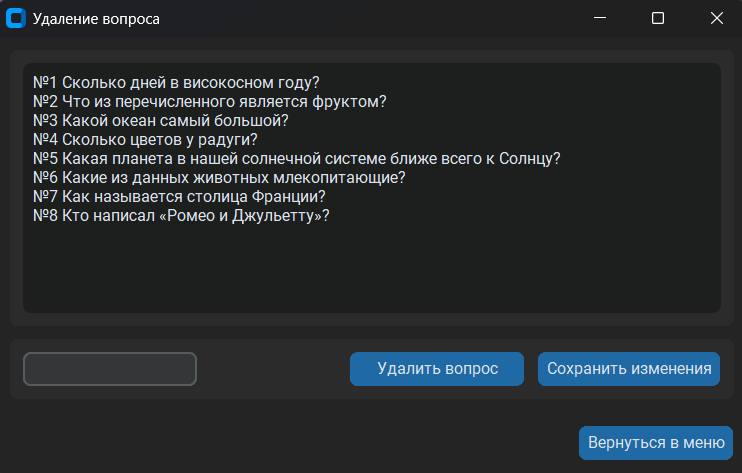 Удаление вопроса
№1 Сколько дней в високосном году?
№2 Что из перечисленного является фруктом?
№3 Какой океан самый большой?
№4 Сколько цветов у радуги?
№5 Какая планета в нашей солнечной системе ближе всего к Солнцу?
№6 Какие из данных животных млекопитающие?
№7 Как называется столица Франции?
№8 Кто написал «Ромео и Джульетту»?
Удалить вопрос
Сохранить изменения
Вернуться в меню